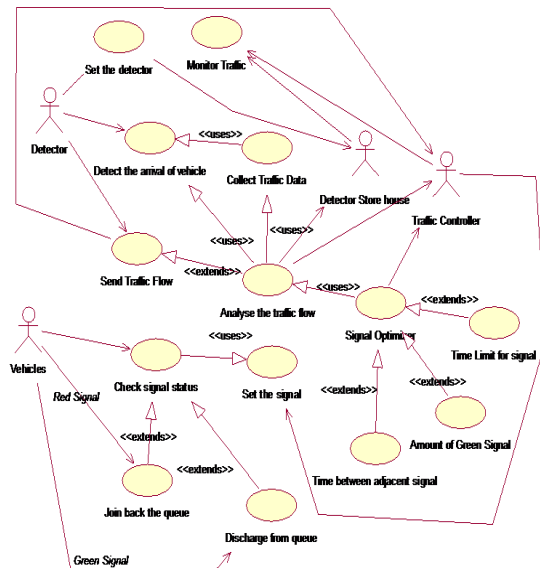 Set the detector
Monitor Traffic
Detector
<<uses>>
Detect the arrival of vehicle
Collect Traffic Data
Detector Store house
Traffic Controller
<<uses>>
<<uses>>
Send Traffic Flow
<<extends>>
Analyse the traffic flow
<<uses>>
Signal Optimizer
<<extends>>
Time Limit for signal
Vehicles
<<uses>>
Check signal status
Set the signal
Red Signal
<<extends>>
<<extends>>
Amount of Green Signal
<<extends>>
<<extends>>
Time between adjacent signal
Join back the queue
Discharge from queue
Green Signal